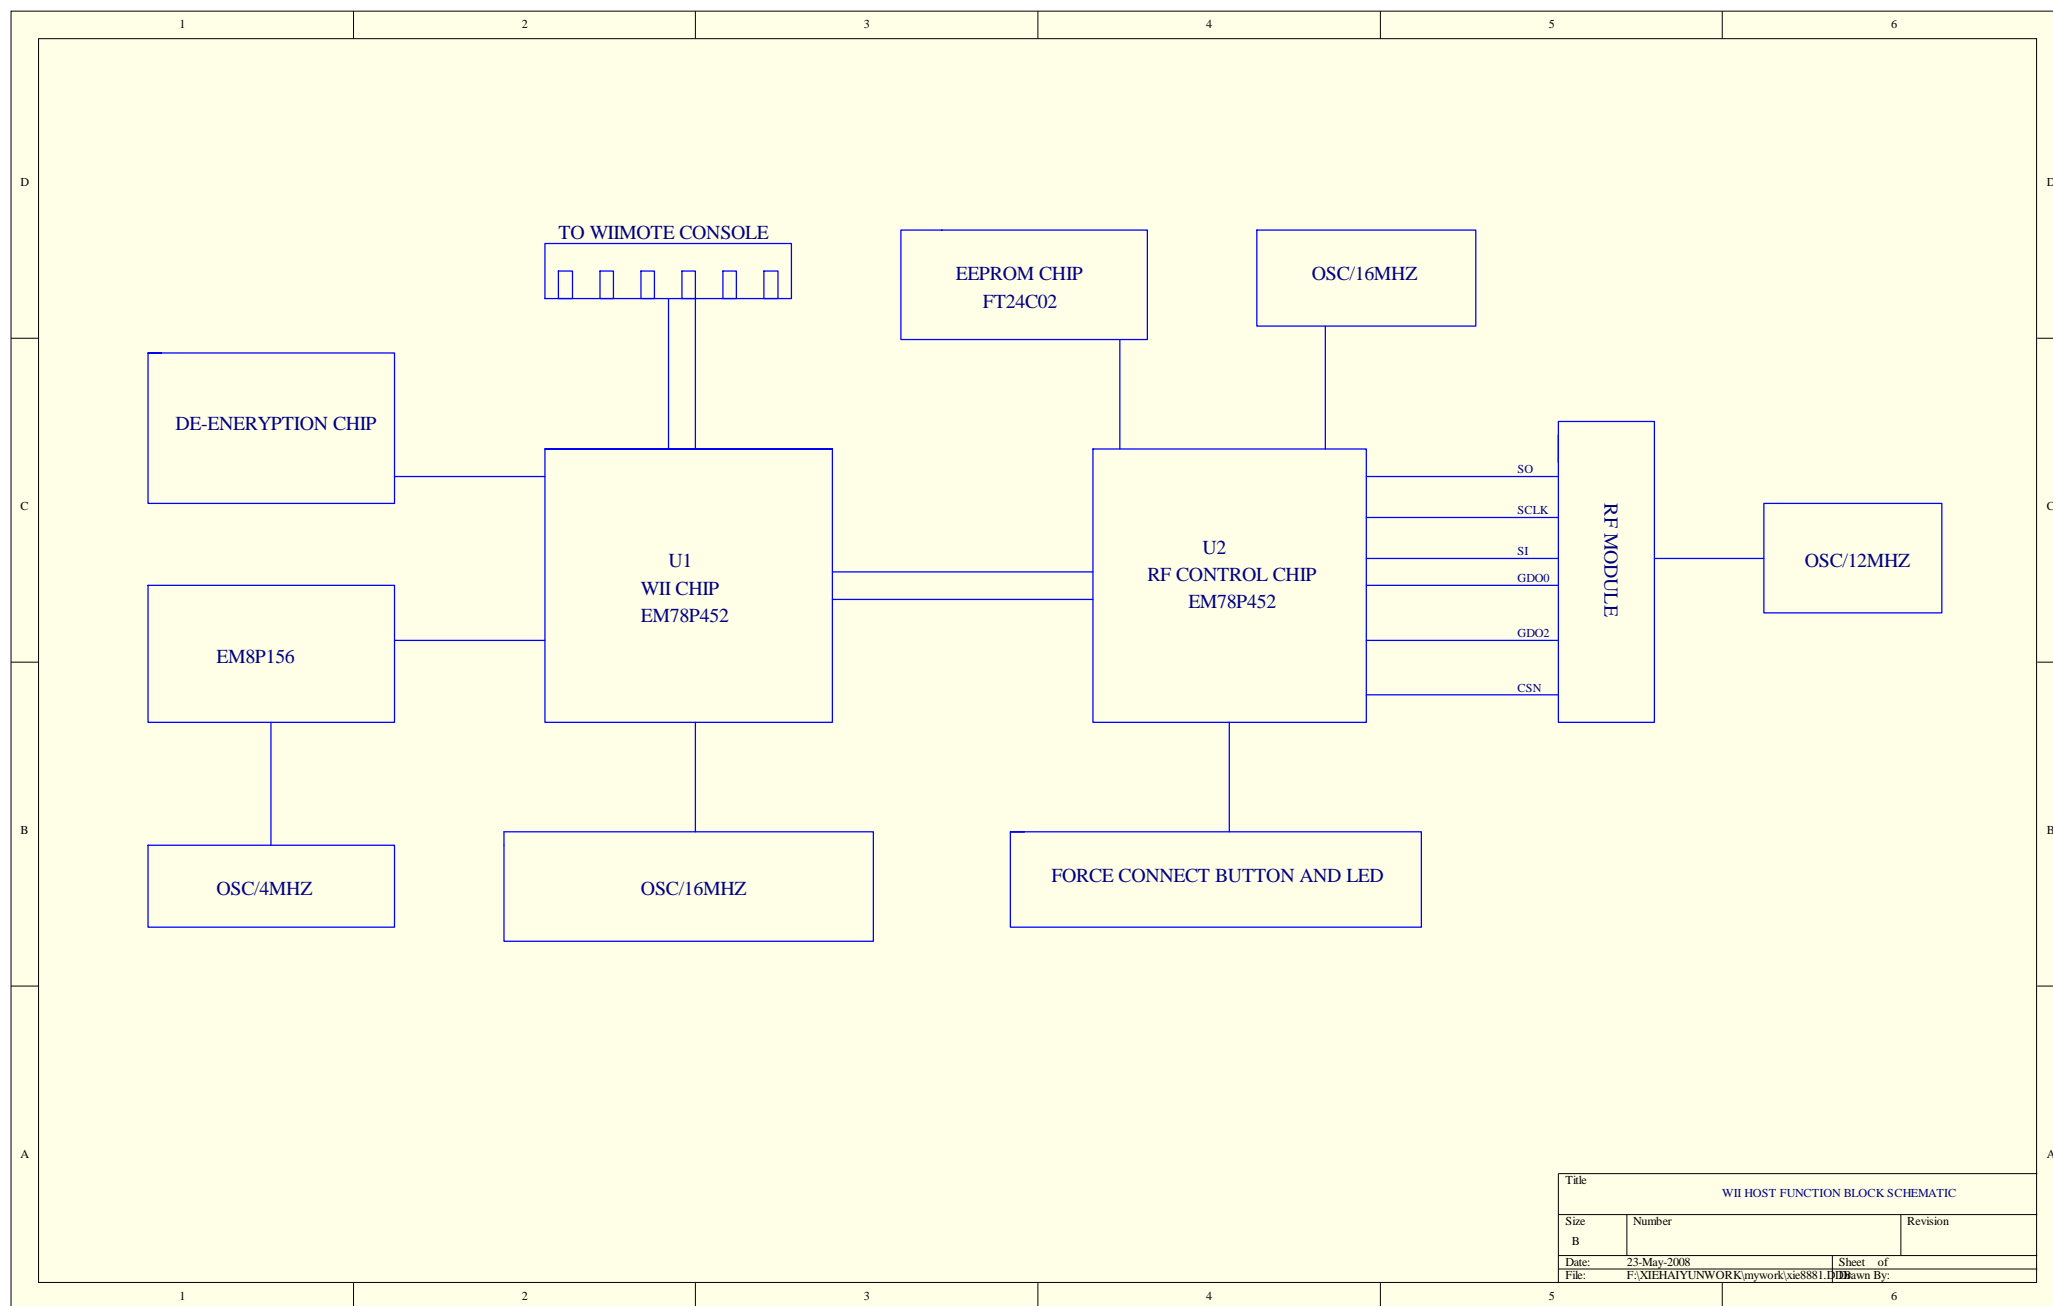 1 2 3 4 5 6
D D
TO WIIMOTE CONSOLE
EEPROM CHIP
FT24C02
OSC/16MHZ
DE-ENERYPTION CHIP
C C
U1
WII CHIP
EM78P452
U2
RF CONTROL CHIP
EM78P452
SO
SCLK
SI
GDO0
GDO2
CSN
RF MODULE
OSC/12MHZ
EM8P156
B B
OSC/4MHZ
OSC/16MHZ
FORCE CONNECT BUTTON AND LED
A A
Title
WII HOST FUNCTION BLOCK SCHEMATIC
Size Number Revision
B
Date: 23-May-2008 Sheet of
File: F:\XIEHAIYUNWORK\mywork\xie8881.DDB Drawn By:
1 2 3 4 5 6